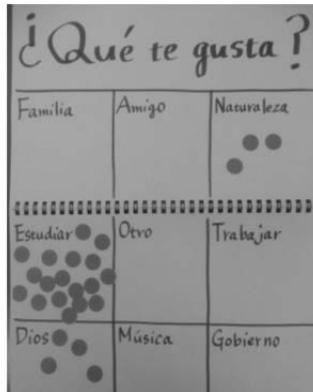 ¿Qué te gusta?
Familia Amigo Naturaleza
Estudiar Otro Trabajar
Dios Música Gobierno